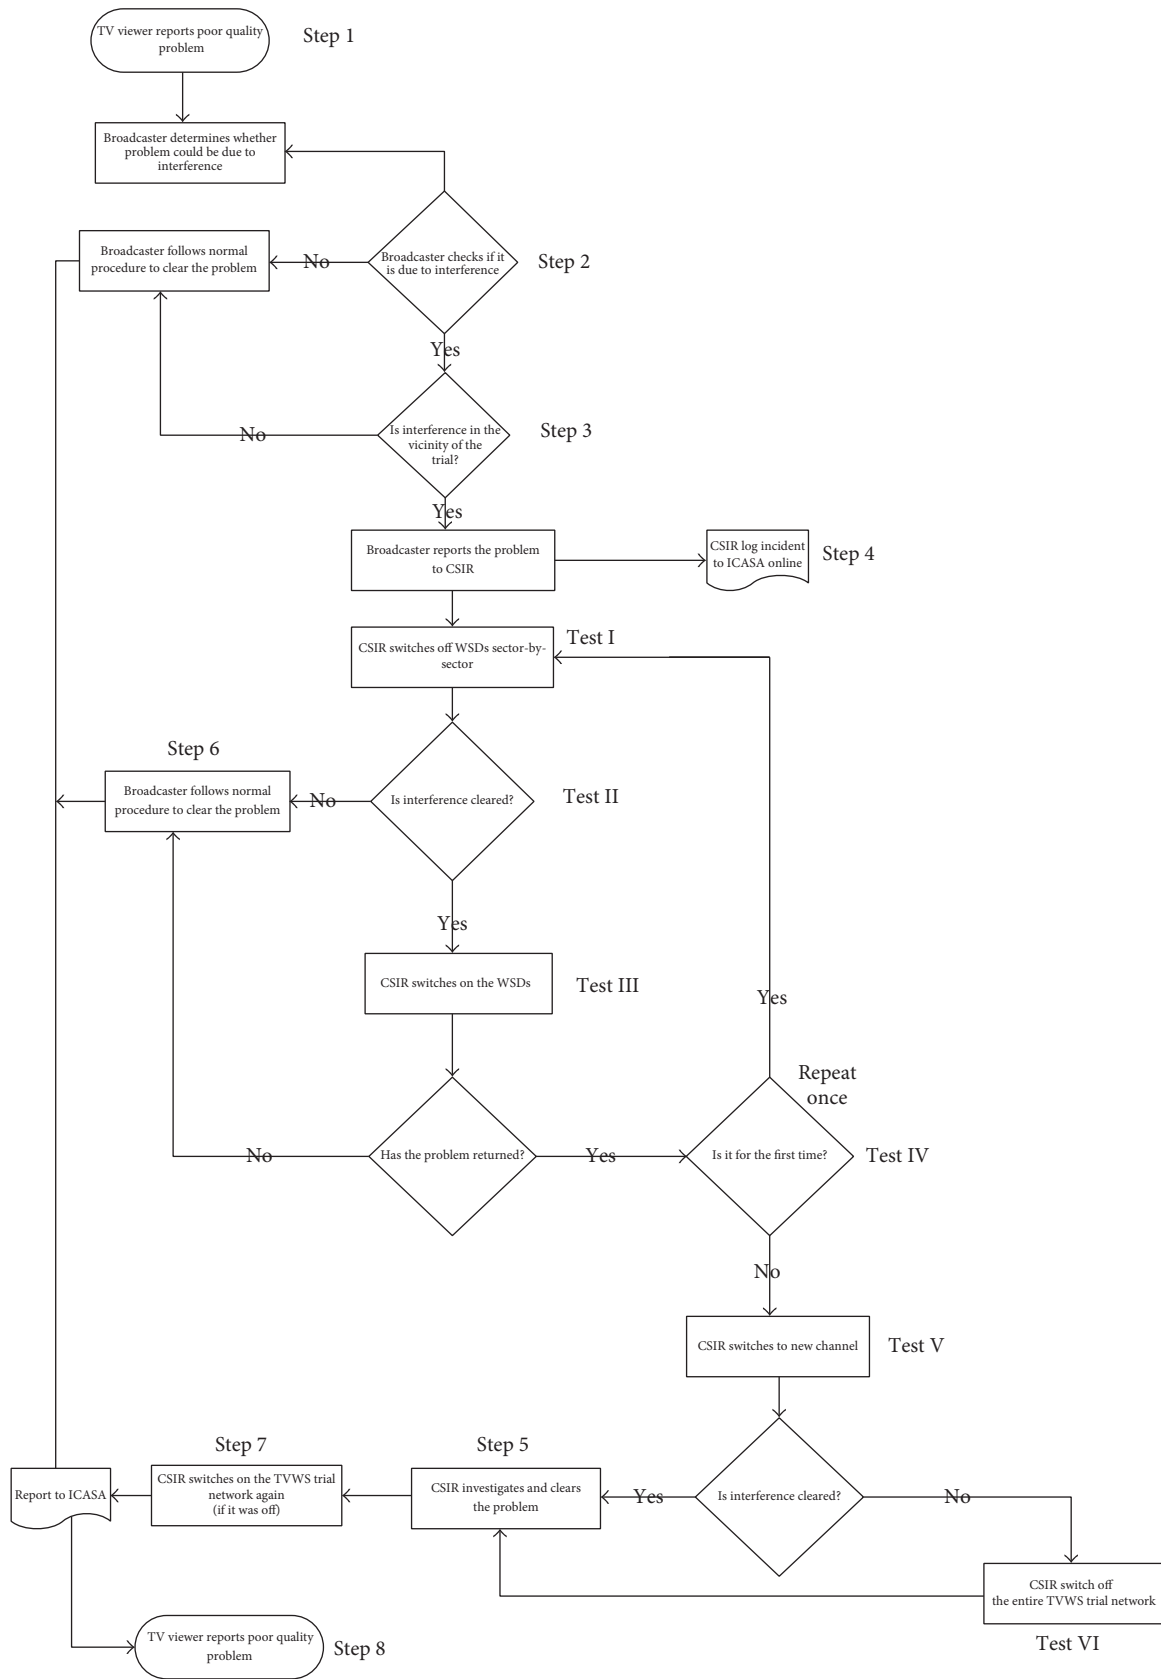 TV viewer reports poor quality
problem
Step 1
Broadcaster determines whether
problem could be due to
interference
Broadcaster follows normal
procedure to clear the problem
No
Broadcaster checks if it
is due to interference
Step 2
Yes
No
Is interference in the
vicinity of the
trial?
Step 3
Yes
Broadcaster reports the problem
to CSIR
CSIR log incident
to ICASA online
Step 4
CSIR switches off WSDs sector-by-
sector
Test I
Step 6
Broadcaster follows normal
procedure to clear the problem
No
Is interference cleared?
Test II
Yes
CSIR switches on the WSDs
Test III
Yes
Repeat
once
No
Has the problem returned?
Yes
Is it for the first time?
Test IV
No
CSIR switches to new channel
Test V
Step 7
Step 5
Report to ICASA
CSIR switches on the TVWS trial
network again
(if it was off)
CSIR investigates and clears
the problem
Yes
Is interference cleared?
No
CSIR switch off
the entire TVWS trial network
Test VI
TV viewer reports poor quality
problem
Step 8